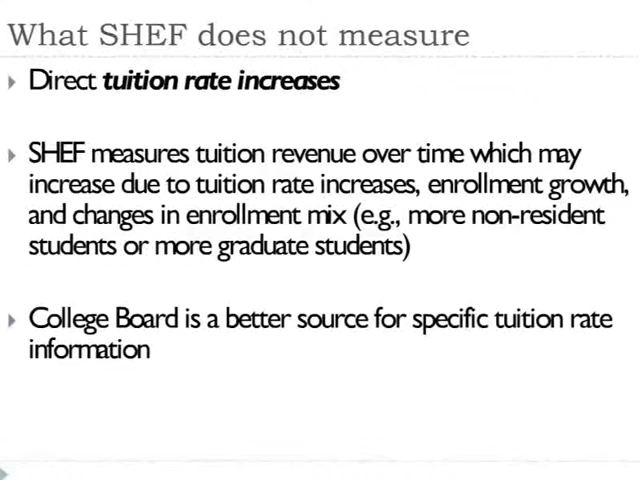 What SHEF does not measure
Direct tuition rate increases
SHEF measures tuition revenue over time which may
increase due to tuition rate increases, enrollment growth,
and changes in enrollment mix (e.g., more non-resident
students or more graduate students)
College Board is a better source for specific tuition rate
information